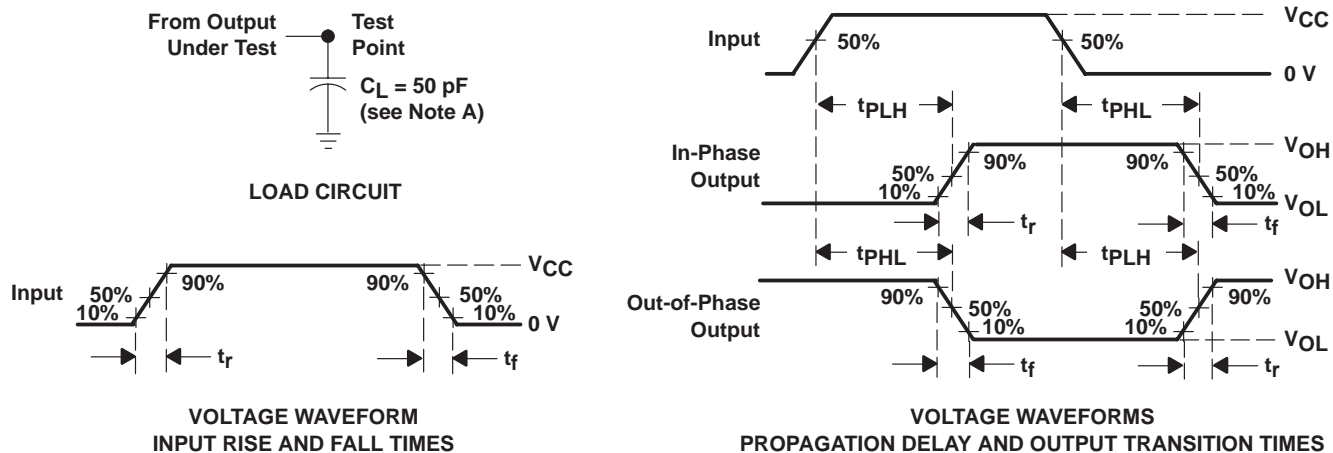 From Output
Under Test
Test
Point
CL = 50 pF
(see Note A)
LOAD CIRCUIT
Input
50%
10%
90%
90%
50%
10%
VCC
0 V
tr
tf
VOLTAGE WAVEFORM
INPUT RISE AND FALL TIMES
Input
50%
50%
VCC
0 V
tPLH
tPHL
In-Phase
Output
50%
10%
90%
90%
50%
10%
VOH
VOL
tr
tf
tPHL
tPLH
Out-of-Phase
Output
90%
50%
10%
50%
10%
90%
VOH
VOL
tf
tr
VOLTAGE WAVEFORMS
PROPAGATION DELAY AND OUTPUT TRANSITION TIMES